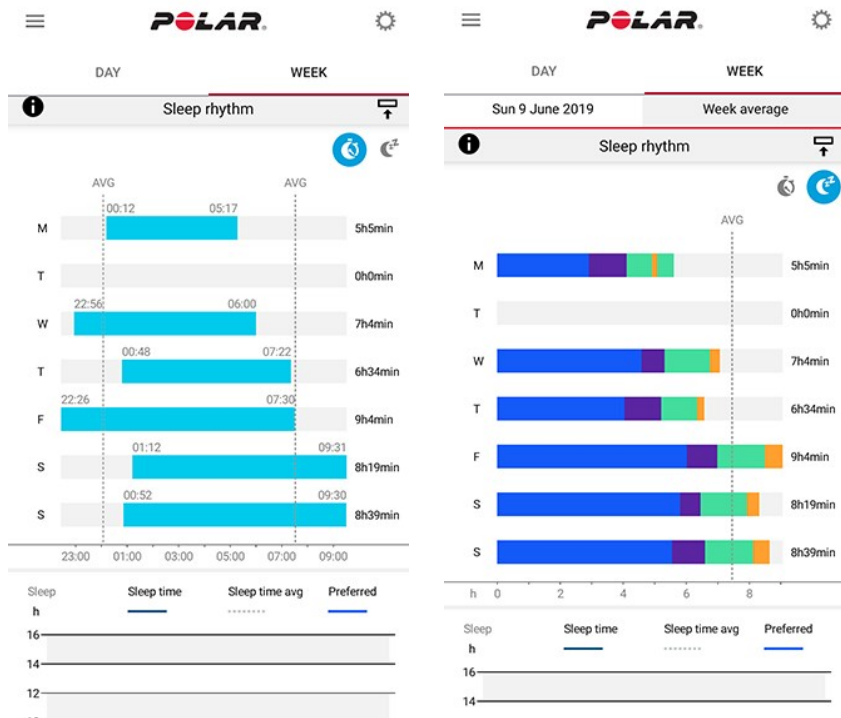 POLAR.
DAY WEEK
Sleep rhythm
AVG AVG
00:12 05:17
M 5h5min
T 0h0min
22:56 06:00
W 7h4min
00:48 07:22
T 6h34min
22:26 07:30
F 9h4min
01:12 09:31
S 8h19min
00:52 09:30
S 8h39min
23:00 01:00 03:00 05:00 07:00 09:00
Sleep Sleep time Sleep time avg Preferred
h
16
14
12
POLAR.
DAY WEEK
Sun 9 June 2019 Week average
Sleep rhythm
AVG
M 5h5min
T 0h0min
W 7h4min
T 6h34min
F 9h4min
S 8h19min
S 8h39min
h 0 2 4 6 8
Sleep Sleep time Sleep time avg Preferred
h
16
14